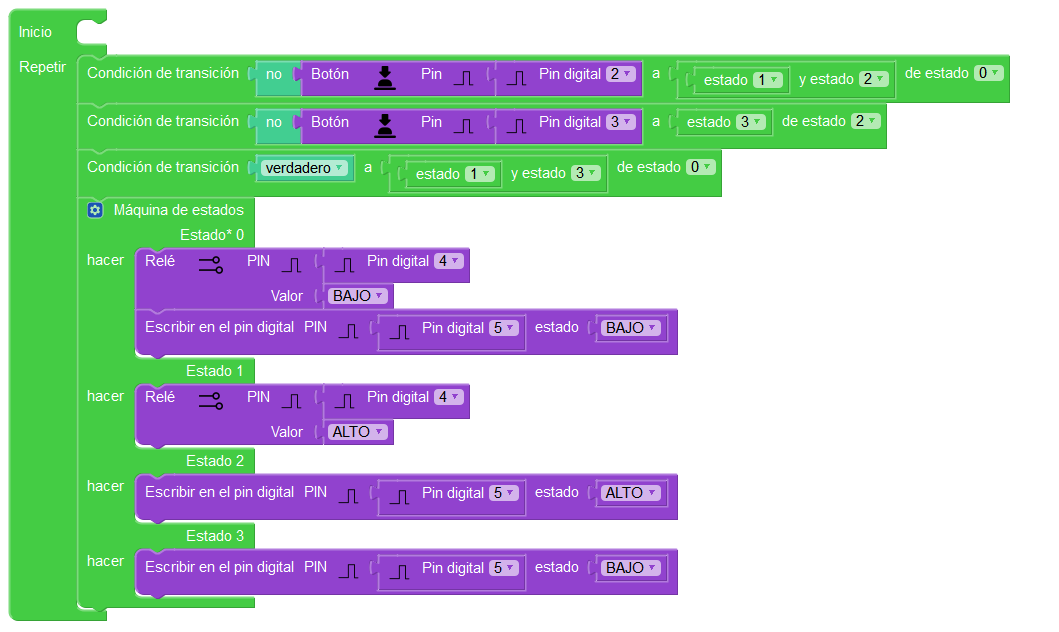 Inicio
Repetir
Condición de transición no Botón Pin Pin digital 2 a estado 1 y estado 2 de estado 0
Condición de transición no Botón Pin Pin digital 3 a estado 3 de estado 2
Condición de transición verdadero a estado 1 y estado 3 de estado 0
Máquina de estados
Estado* 0
hacer Relé PIN Pin digital 4
Valor BAJO
Escribir en el pin digital PIN Pin digital 5 estado BAJO
Estado 1
hacer Relé PIN Pin digital 4
Valor ALTO
Estado 2
hacer Escribir en el pin digital PIN Pin digital 5 estado ALTO
Estado 3
hacer Escribir en el pin digital PIN Pin digital 5 estado BAJO